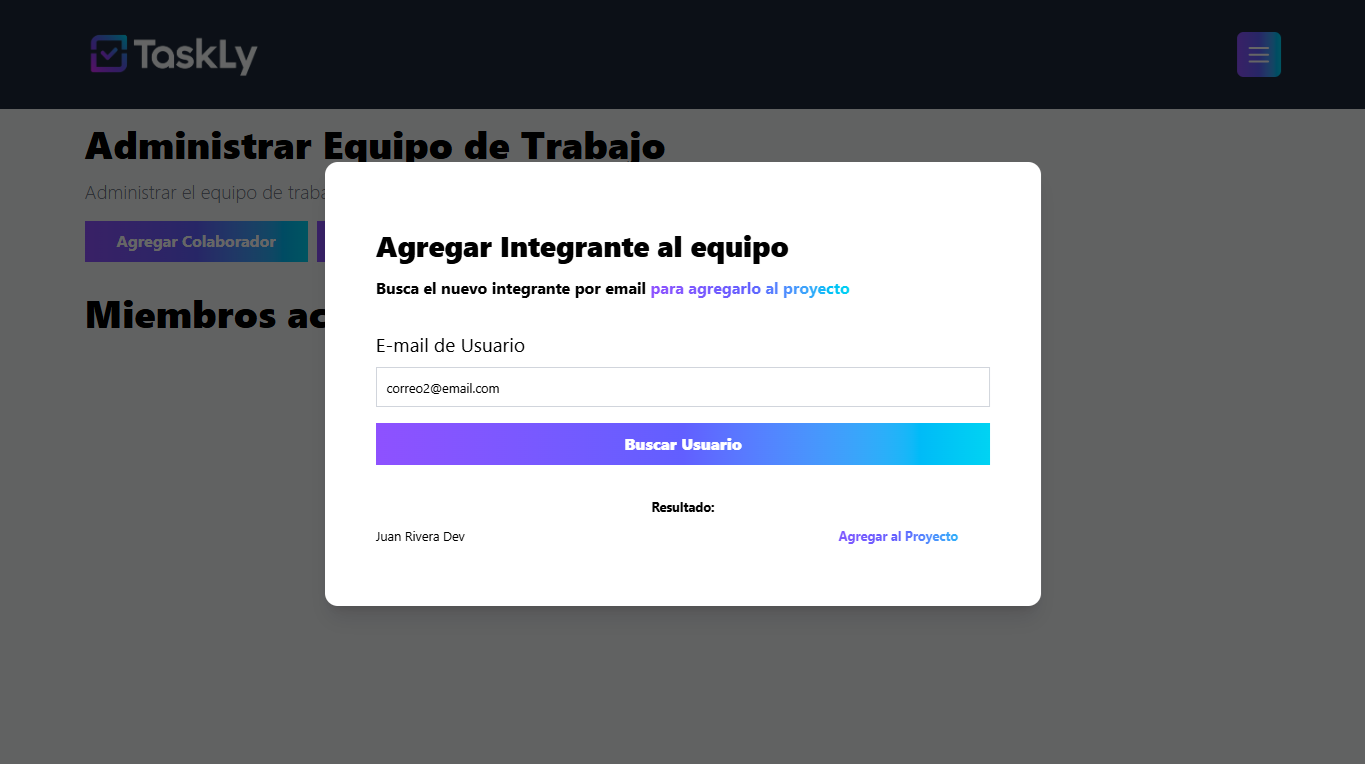 TaskLy
Administrar Equipo de Trabajo
Administrar el equipo de traba
Agregar Colaborador
Miembros ac
Agregar Integrante al equipo
Busca el nuevo integrante por email para agregarlo al proyecto
E-mail de Usuario
correo2@email.com
Buscar Usuario
Resultado:
Juan Rivera Dev
Agregar al Proyecto